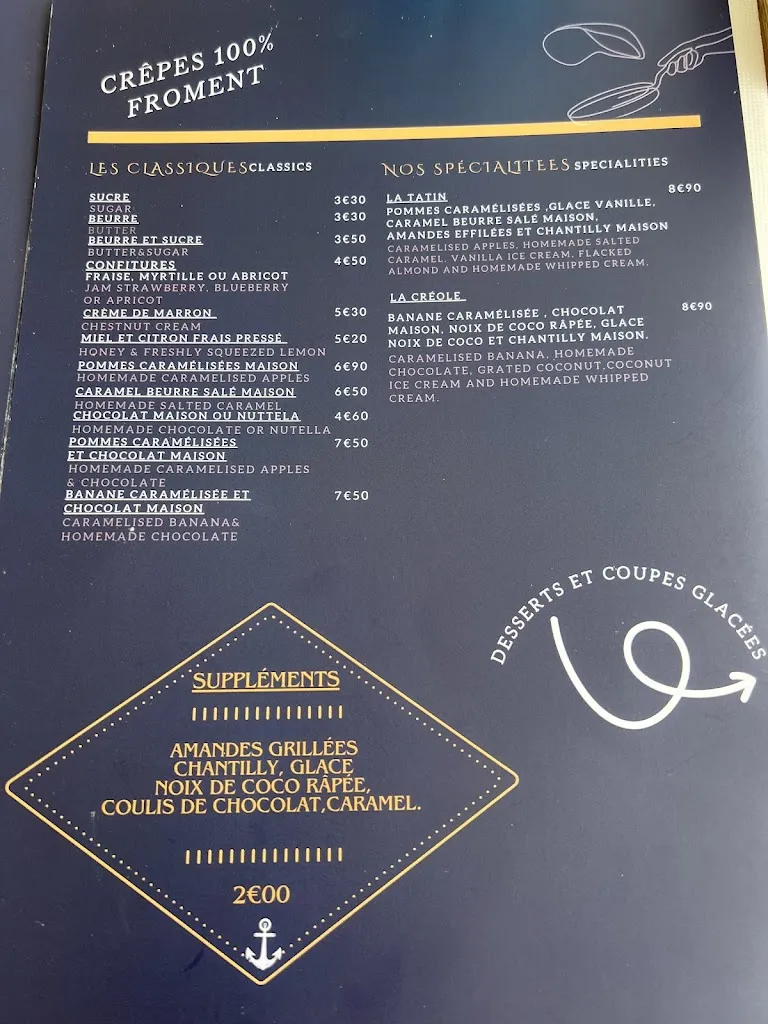 CRÊPES 100%
FROMENT
LES CLASSIQUES CLASSICS
SUCRE 3€30
SUGAR
BEURRE 3€30
BUTTER
BEURRE ET SUCRE 3€50
BUTTER&SUGAR
CONFITURES 4€50
FRAISE, MYRTILLE OU ABRICOT
JAM STRAWBERRY, BLUEBERRY
OR APRICOT
CRÈME DE MARRON 5€30
CHESTNUT CREAM
MIEL ET CITRON FRAIS PRESSÉ 5€20
HONEY & FRESHLY SQUEEZED LEMON
POMMES CARAMÉLISÉES MAISON 6€90
HOMEMADE CARAMELISED APPLES
CARAMEL BEURRE SALÉ MAISON 6€50
HOMEMADE SALTED CARAMEL
CHOCOLAT MAISON OU NUTTELA 4€60
HOMEMADE CHOCOLATE OR NUTELLA
POMMES CARAMÉLISÉES 7€50
ET CHOCOLAT MAISON
HOMEMADE CARAMELISED APPLES
& CHOCOLATE
BANANE CARAMÉLISÉE ET 7€50
CHOCOLAT MAISON
CARAMELISED BANANA&
HOMEMADE CHOCOLATE
NOS SPÉCIALITEES SPECIALITIES
LA TATIN 8€90
POMMES CARAMÉLISÉES ,GLACE VANILLE,
CARAMEL BEURRE SALÉ MAISON,
AMANDES EFFILÉES ET CHANTILLY MAISON
CARAMELISED APPLES, HOMEMADE SALTED
CARAMEL, VANILLA ICE CREAM, FLACKED
ALMOND AND HOMEMADE WHIPPED CREAM.
LA CRÉOLE
BANANE CARAMÉLISÉE , CHOCOLAT 8€90
MAISON, NOIX DE COCO RÂPÉE, GLACE
NOIX DE COCO ET CHANTILLY MAISON.
CARAMELISED BANANA, HOMEMADE
CHOCOLATE, GRATED COCONUT,COCONUT
ICE CREAM AND HOMEMADE WHIPPED
CREAM.
DESSERTS ET COUPES GLACÉES
SUPPLÉMENTS
AMANDES GRILLÉES
CHANTILLY, GLACE
NOIX DE COCO RÂPÉE,
COULIS DE CHOCOLAT,CARAMEL.
2€00